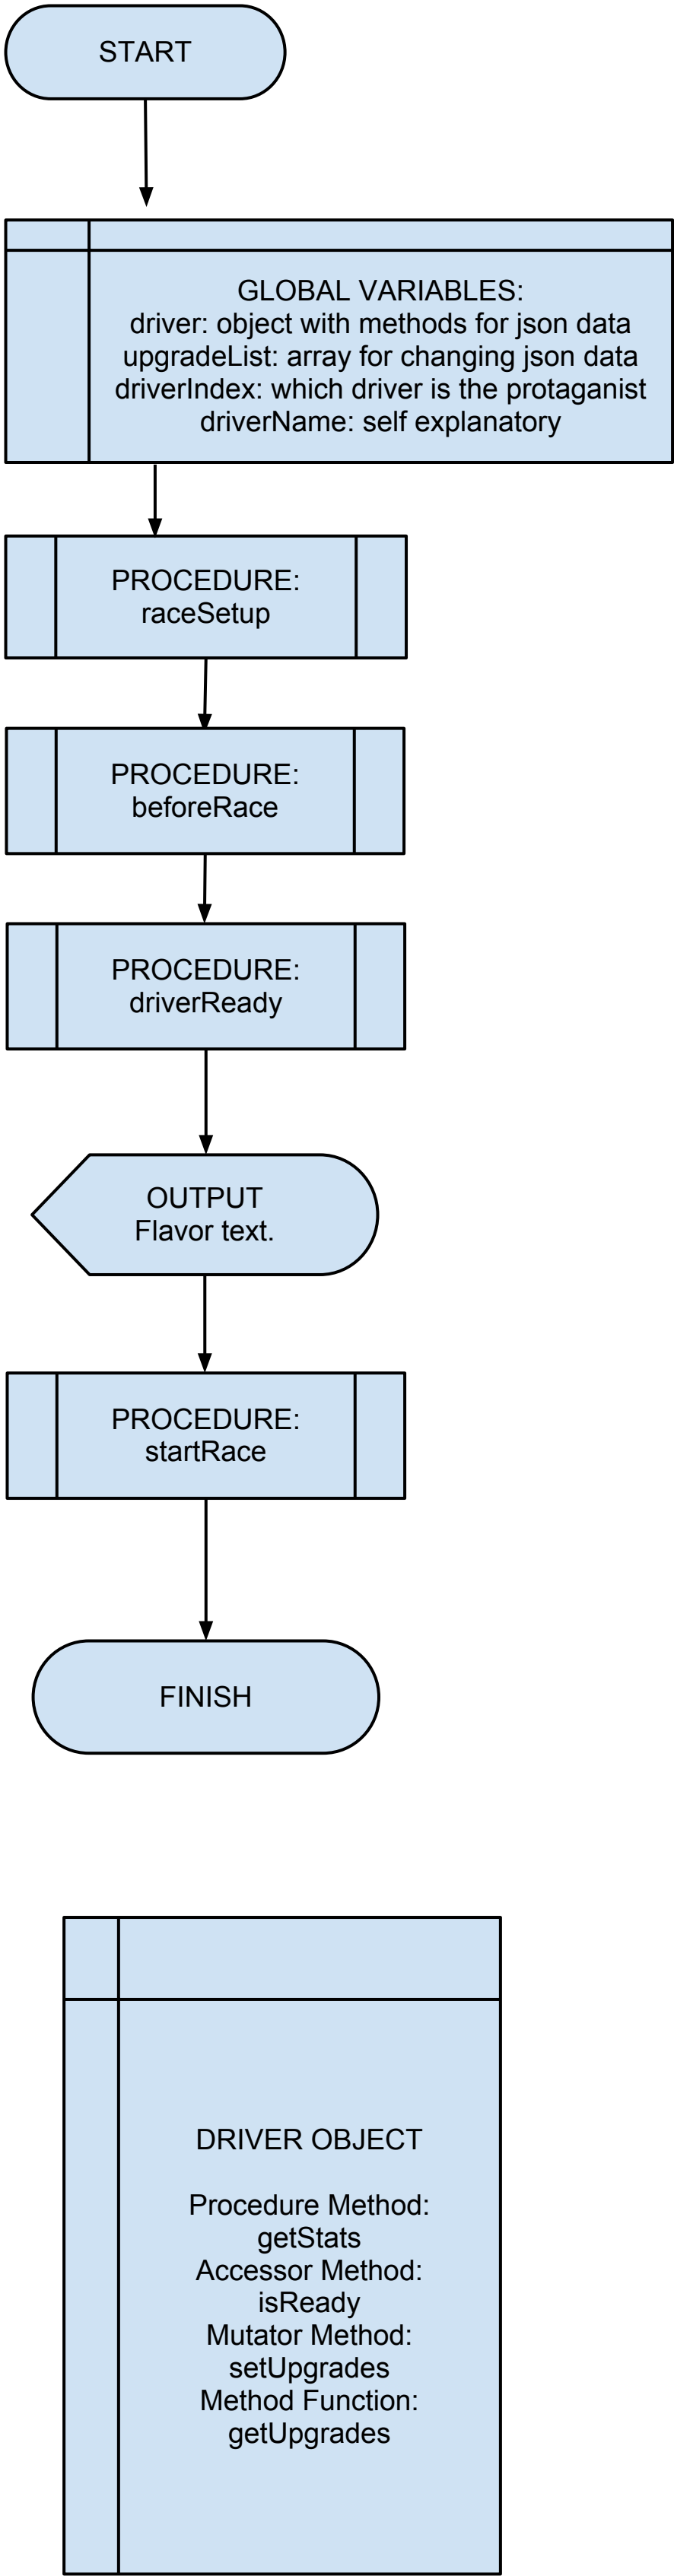 START
GLOBAL VARIABLES:
driver: object with methods for json data
upgradeList: array for changing json data
driverIndex: which driver is the protaganist
driverName: self explanatory
PROCEDURE:
raceSetup
PROCEDURE:
beforeRace
PROCEDURE:
driverReady
OUTPUT
Flavor text.
PROCEDURE:
startRace
FINISH
DRIVER OBJECT
Procedure Method:
getStats
Accessor Method:
isReady
Mutator Method:
setUpgrades
Method Function:
getUpgrades